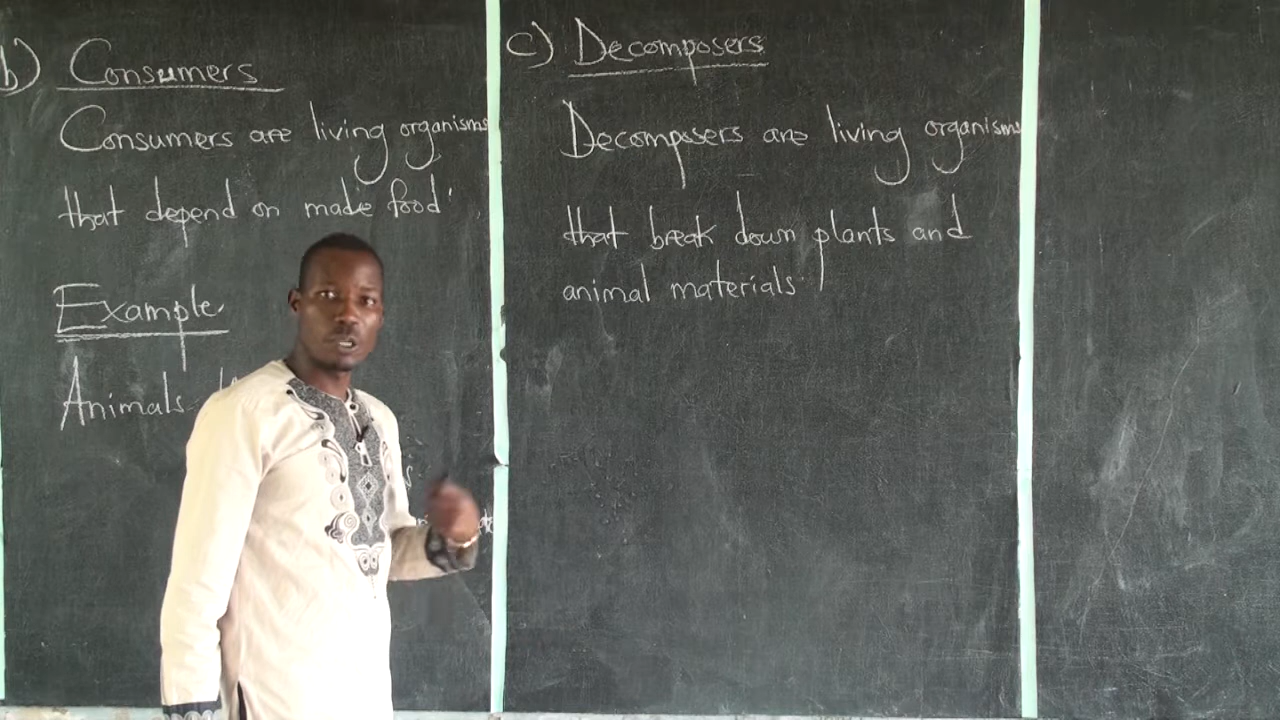 b) Consumers
Consumers are living organisms
that depend on made food.
Example
Animals
c) Decomposers
Decomposers are living organisms
that break down plants and
animal materials.